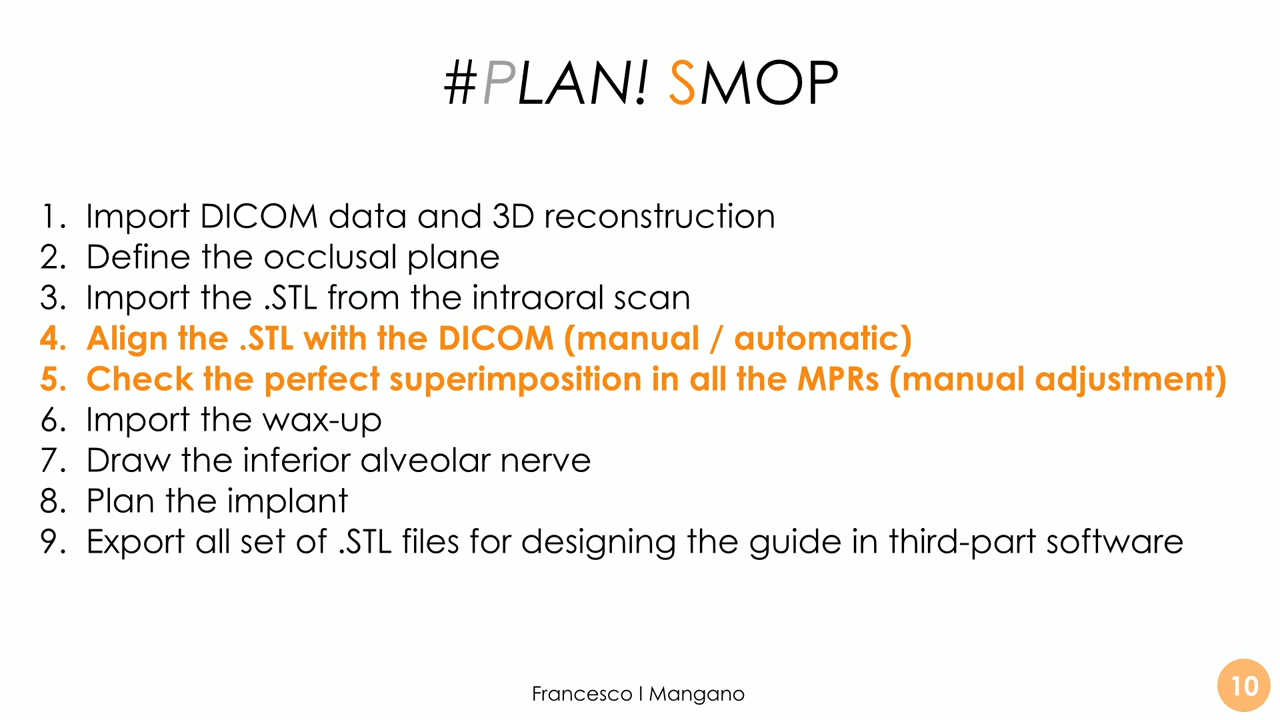 #PLAN! SMOP
1. Import DICOM data and 3D reconstruction
2. Define the occlusal plane
3. Import the .STL from the intraoral scan
4. Align the .STL with the DICOM (manual / automatic)
5. Check the perfect superimposition in all the MPRs (manual adjustment)
6. Import the wax-up
7. Draw the inferior alveolar nerve
8. Plan the implant
9. Export all set of .STL files for designing the guide in third-part software
Francesco I Mangano
10